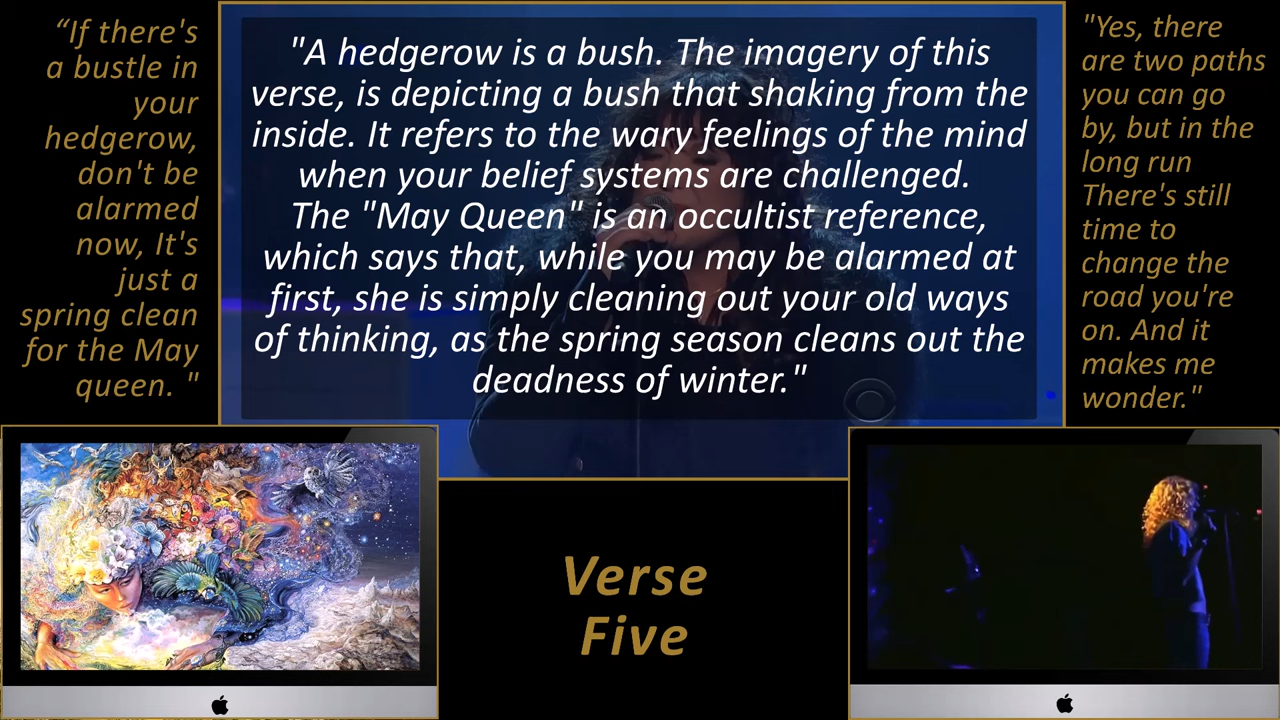 “If there's
a bustle in
your
hedgerow,
don't be
alarmed
now, It's
just a
spring clean
for the May
queen. "
"A hedgerow is a bush. The imagery of this
verse, is depicting a bush that shaking from the
inside. It refers to the wary feelings of the mind
when your belief systems are challenged.
The "May Queen" is an occultist reference,
which says that, while you may be alarmed at
first, she is simply cleaning out your old ways
of thinking, as the spring season cleans out the
deadness of winter."
"Yes, there
are two paths
you can go
by, but in the
long run
There's still
time to
change the
road you're
on. And it
makes me
wonder."
Verse
Five